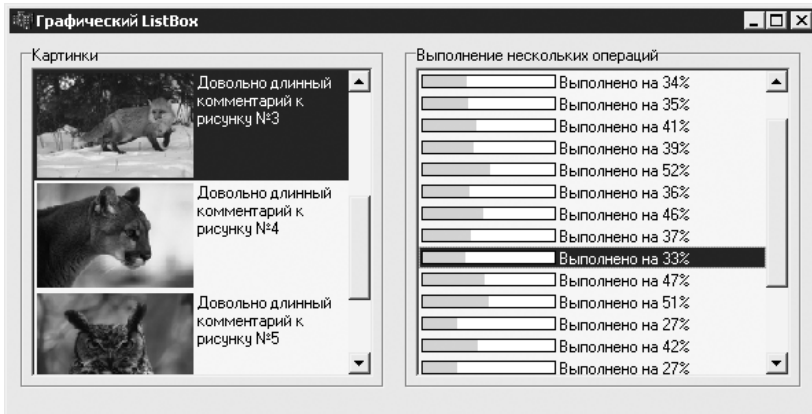 Графический ListBox
Картинки
Довольно длинный
комментарий к
рисунку №3
Довольно длинный
комментарий к
рисунку №4
Довольно длинный
комментарий к
рисунку №5
Выполнение нескольких операций
Выполнено на 34%
Выполнено на 35%
Выполнено на 41%
Выполнено на 39%
Выполнено на 52%
Выполнено на 36%
Выполнено на 46%
Выполнено на 37%
Выполнено на 33%
Выполнено на 47%
Выполнено на 51%
Выполнено на 27%
Выполнено на 42%
Выполнено на 27%